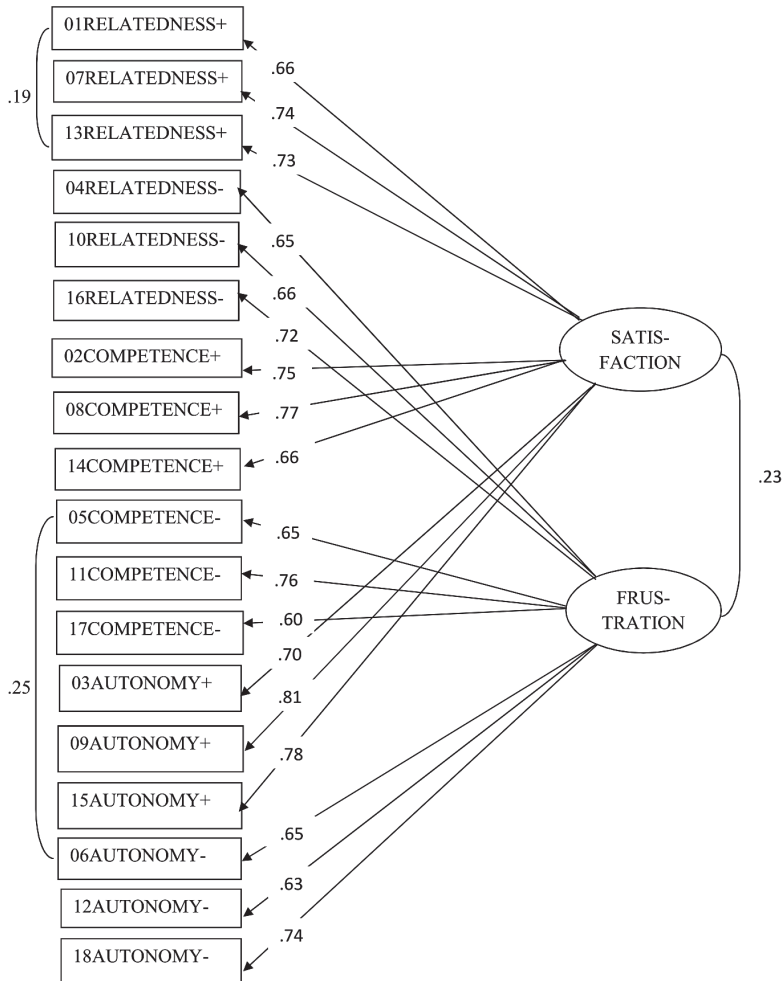 01RELATEDNESS+
.66
07RELATEDNESS+
.19
.74
13RELATEDNESS+
.73
04RELATEDNESS-
.65
10RELATEDNESS-
.66
16RELATEDNESS-
.72
SATIS-
FACTION
02COMPETENCE+
.75
08COMPETENCE+
.77
14COMPETENCE+
.66
.23
05COMPETENCE-
.65
11COMPETENCE-
.76
FRUS-
TRATION
17COMPETENCE-
.60
.70
03AUTONOMY+
.25
.81
09AUTONOMY+
.78
15AUTONOMY+
.65
06AUTONOMY-
.63
12AUTONOMY-
.74
18AUTONOMY-